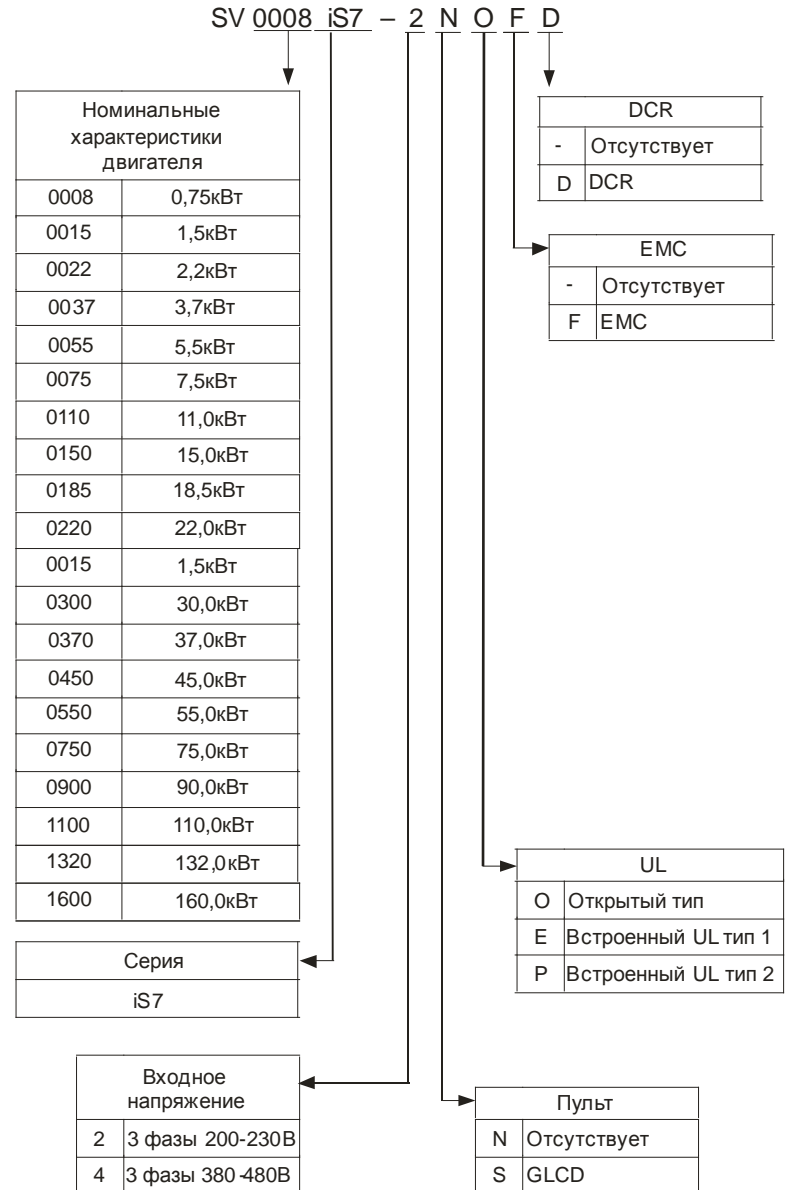 SV 0008 iS7 – 2 N O F D
Номинальные
характеристики
двигателя
0008 0,75кВт
0015 1,5кВт
0022 2,2кВт
0037 3,7кВт
0055 5,5кВт
0075 7,5кВт
0110 11,0кВт
0150 15,0кВт
0185 18,5кВт
0220 22,0кВт
0015 1,5кВт
0300 30,0кВт
0370 37,0кВт
0450 45,0кВт
0550 55,0кВт
0750 75,0кВт
0900 90,0кВт
1100 110,0кВт
1320 132,0кВт
1600 160,0кВт
Серия
iS7
Входное
напряжение
2 3 фазы 200-230В
4 3 фазы 380-480В
DCR
- Отсутствует
D DCR
EMC
- Отсутствует
F EMC
UL
O Открытый тип
E Встроенный UL тип 1
P Встроенный UL тип 2
Пульт
N Отсутствует
S GLCD